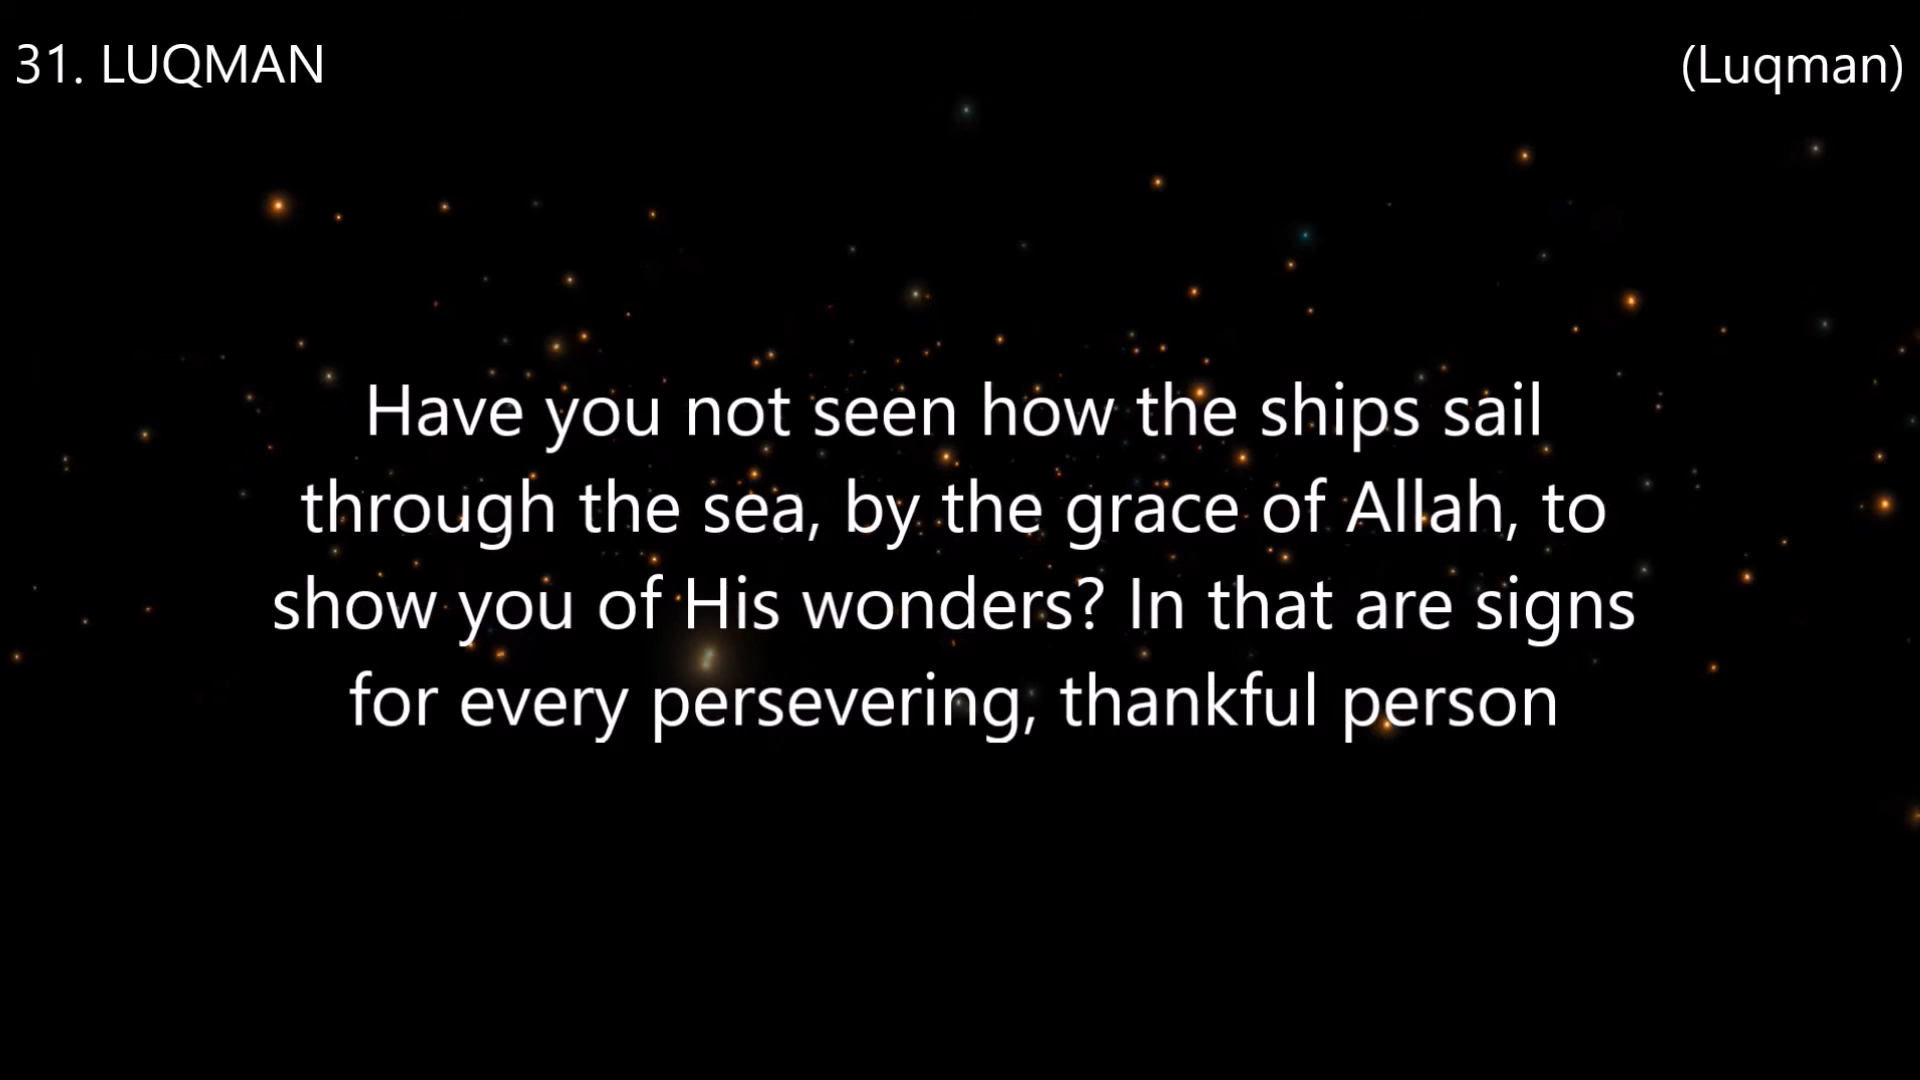 31. LUQMAN
(Luqman)
Have you not seen how the ships sail
through the sea, by the grace of Allah, to
show you of His wonders? In that are signs
for every persevering, thankful person